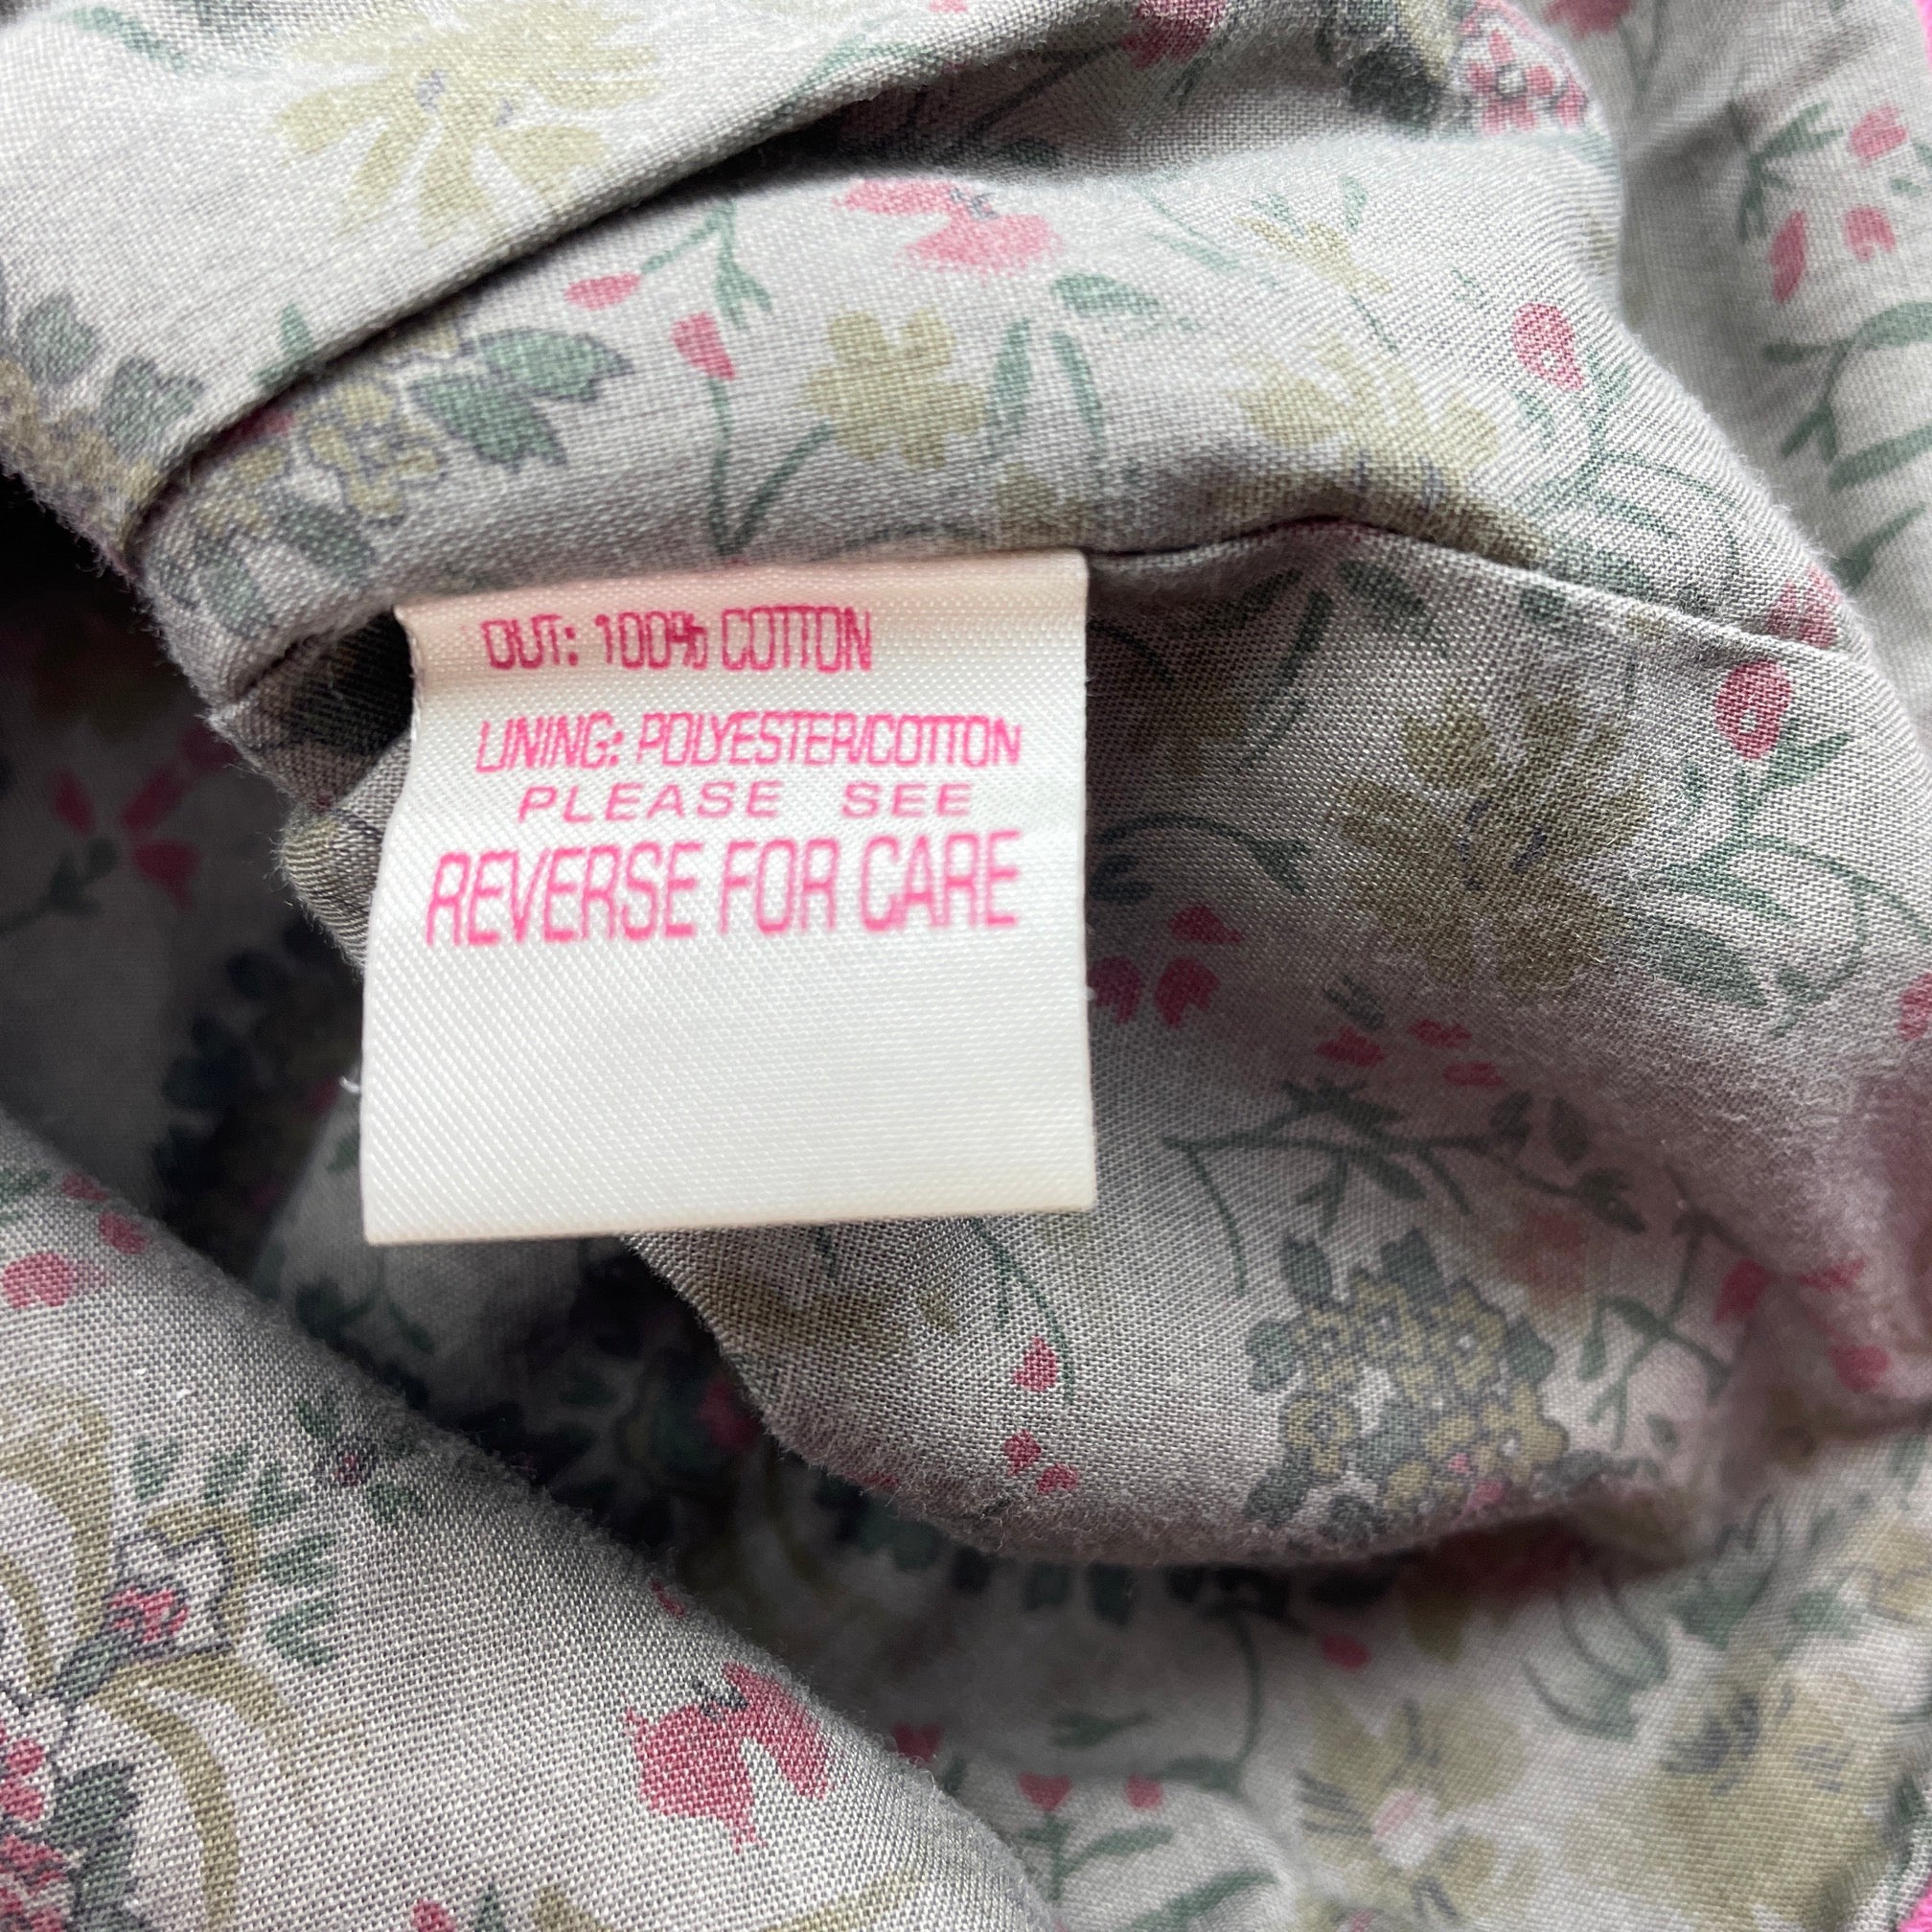 OUT: 100% COTTON
LINING: POLYESTER/COTTON
PLEASE SEE
REVERSE FOR CARE